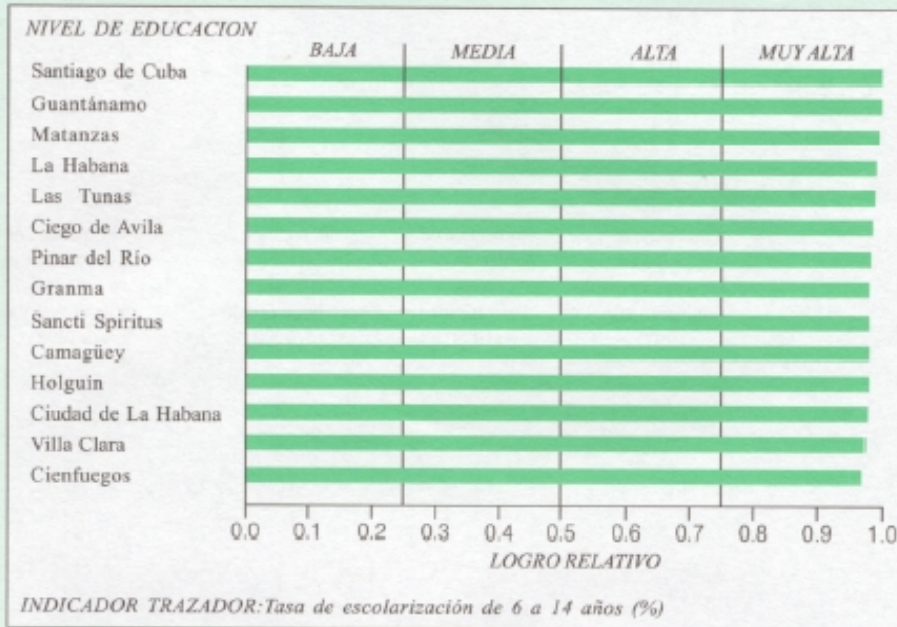 NIVEL DE EDUCACION
BAJA MEDIA ALTA MUY ALTA
Santiago de Cuba
Guantánamo
Matanzas
La Habana
Las Tunas
Ciego de Avila
Pinar del Río
Granma
Sancti Spiritus
Camagüey
Holguin
Ciudad de La Habana
Villa Clara
Cienfuegos
0.0 0.1 0.2 0.3 0.4 0.5 0.6 0.7 0.8 0.9 1.0
LOGRO RELATIVO
INDICADOR TRAZADOR:Tasa de escolarización de 6 a 14 años (%)